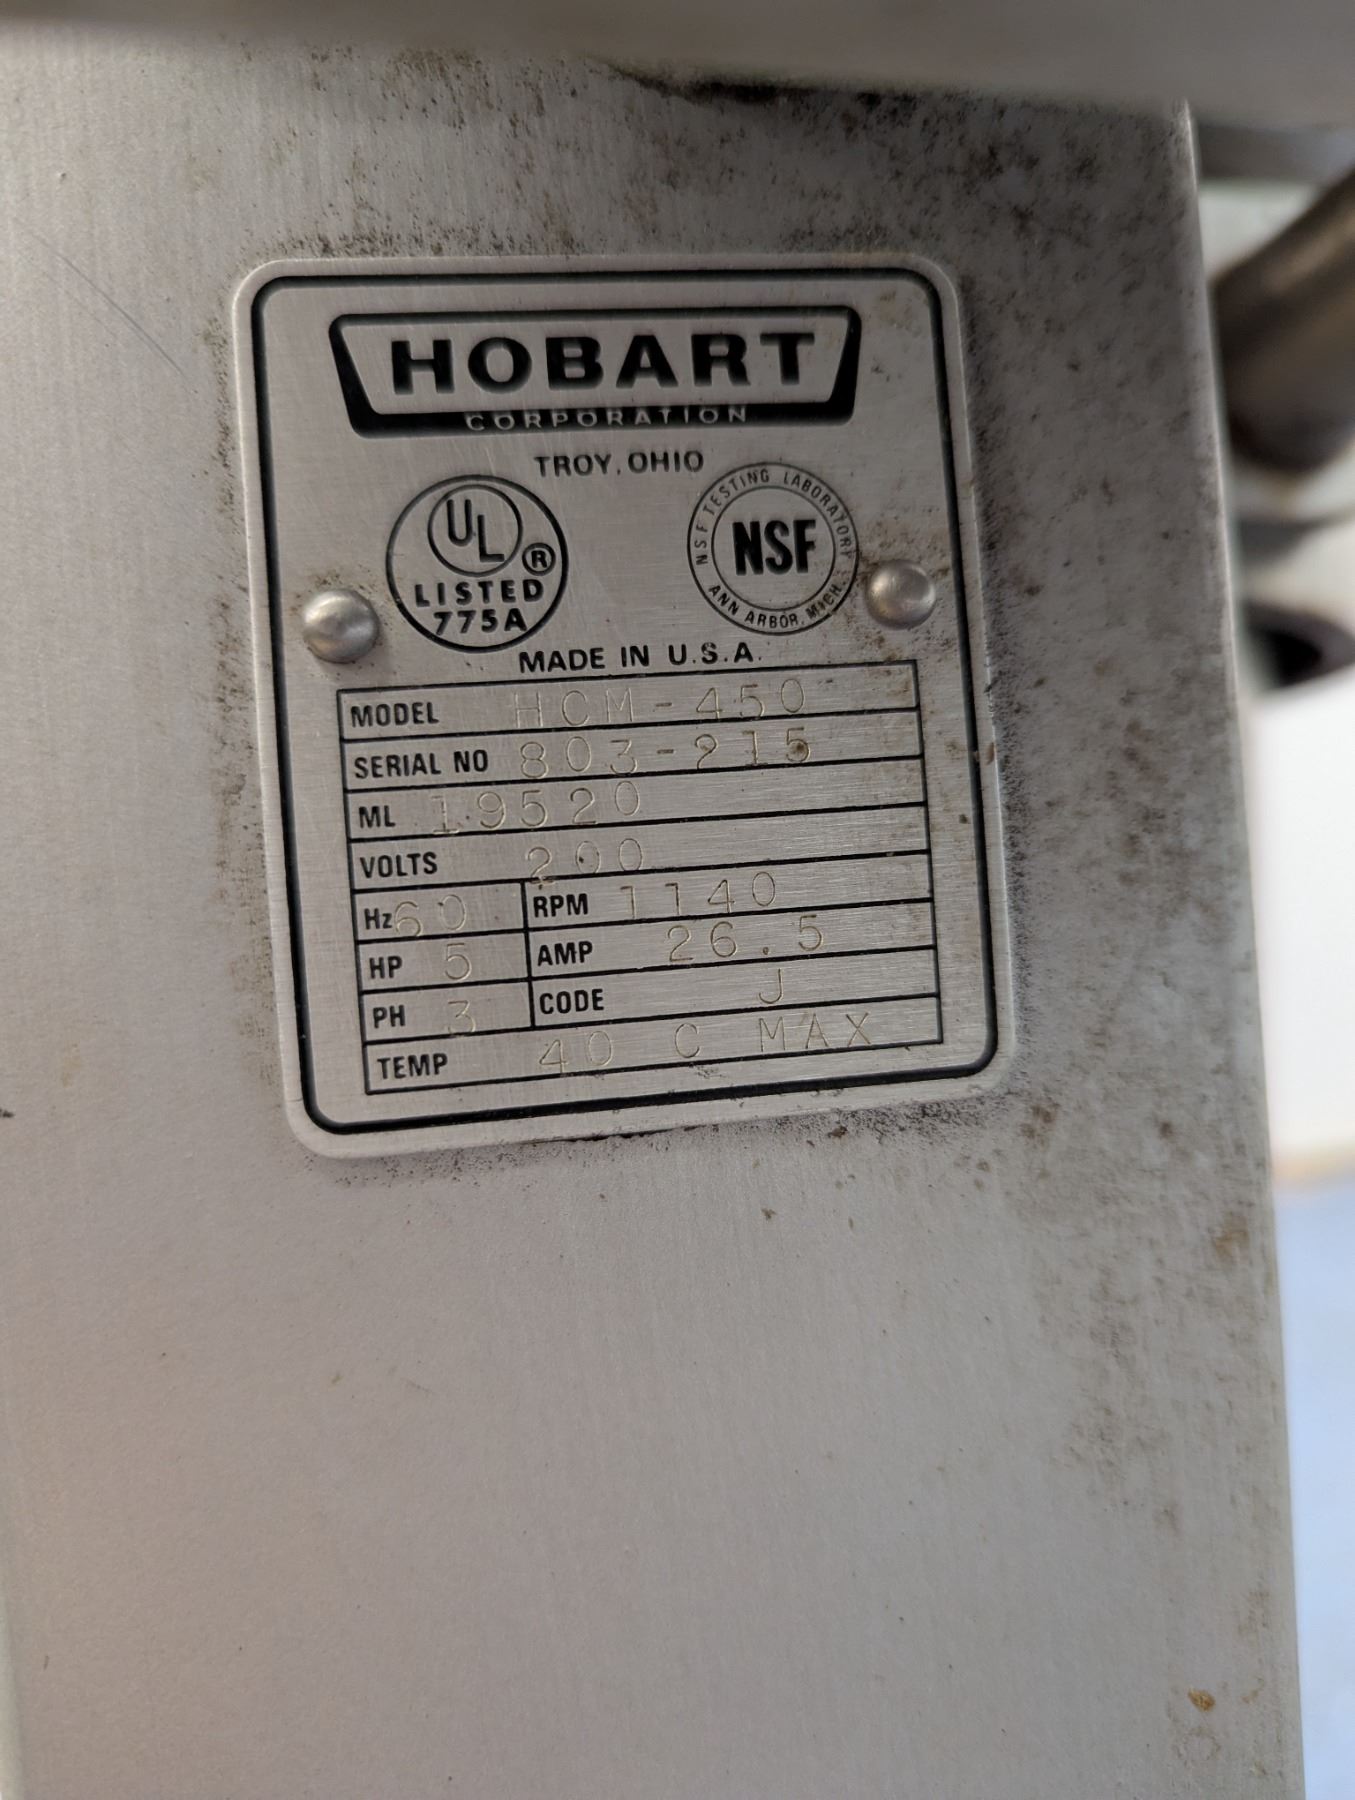 HOBART
CORPORATION
TROY, OHIO
UL ®
LISTED
775A
NSF TESTING LABORATORY
NSF
ANN ARBOR, MICH.
MADE IN U.S.A.
MODEL HCM-450
SERIAL NO 803-215
ML 19520
VOLTS 200
Hz 60 RPM 1140
HP 5 AMP 26.5
PH 3 CODE J
TEMP 40 C MAX